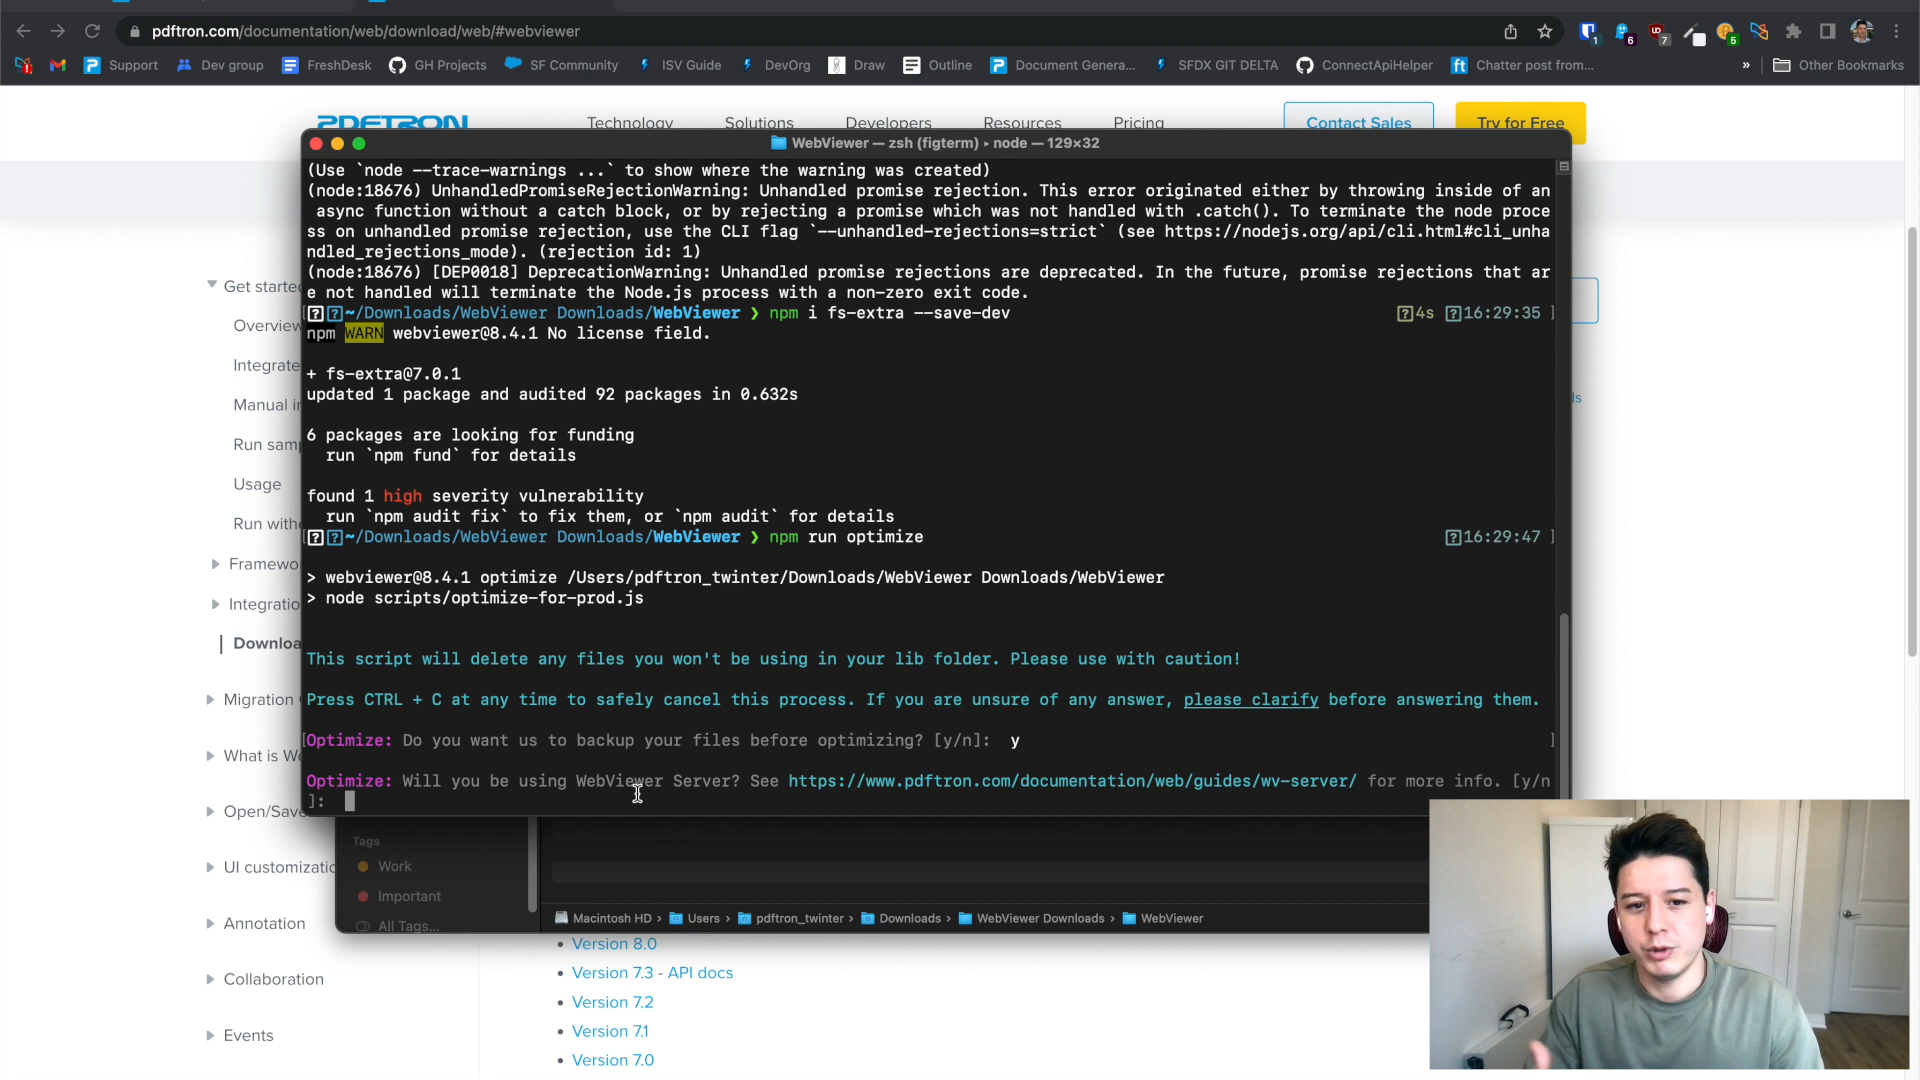 pdftron.com/documentation/web/download/web/#webviewer
1
6
7
5
Support
Dev group
FreshDesk
GH Projects
SF Community
ISV Guide
DevOrg
Draw
Outline
Document Genera...
SFDX GIT DELTA
ConnectApiHelper
ft
Chatter post from...
»
Other Bookmarks
PDFTRON
Technology
Solutions
Developers
Resources
Pricing
Contact Sales
Try for Free
WebViewer — zsh (figterm) ▸ node — 129×32
(Use `node --trace-warnings ...` to show where the warning was created)
(node:18676) UnhandledPromiseRejectionWarning: Unhandled promise rejection. This error originated either by throwing inside of an
async function without a catch block, or by rejecting a promise which was not handled with .catch(). To terminate the node proce
ss on unhandled promise rejection, use the CLI flag `--unhandled-rejections=strict` (see https://nodejs.org/api/cli.html#cli_unha
ndled_rejections_mode). (rejection id: 1)
(node:18676) [DEP0018] DeprecationWarning: Unhandled promise rejections are deprecated. In the future, promise rejections that ar
e not handled will terminate the Node.js process with a non-zero exit code.
[?][?]~/Downloads/WebViewer Downloads/WebViewer ❯ npm i fs-extra --save-dev [?]4s [?]16:29:35 ]
npm WARN webviewer@8.4.1 No license field.
+ fs-extra@7.0.1
updated 1 package and audited 92 packages in 0.632s
6 packages are looking for funding
run `npm fund` for details
found 1 high severity vulnerability
run `npm audit fix` to fix them, or `npm audit` for details
[?][?]~/Downloads/WebViewer Downloads/WebViewer ❯ npm run optimize [?]16:29:47 ]
> webviewer@8.4.1 optimize /Users/pdftron_twinter/Downloads/WebViewer Downloads/WebViewer
> node scripts/optimize-for-prod.js
This script will delete any files you won't be using in your lib folder. Please use with caution!
Press CTRL + C at any time to safely cancel this process. If you are unsure of any answer, please clarify before answering them.
[Optimize: Do you want us to backup your files before optimizing? [y/n]: y ]
Optimize: Will you be using WebViewer Server? See https://www.pdftron.com/documentation/web/guides/wv-server/ for more info. [y/n
]:
Get starte
Overview
Integrate
Manual in
Run sam
Usage
Run with
Framewo
Integratio
Downloa
Migration
What is W
Open/Save
UI customizatic
Annotation
Collaboration
Events
ds
Tags
Work
Important
All Tags...
Macintosh HD › Users › pdftron_twinter › Downloads › WebViewer Downloads › WebViewer
• Version 8.0
• Version 7.3 - API docs
• Version 7.2
• Version 7.1
• Version 7.0